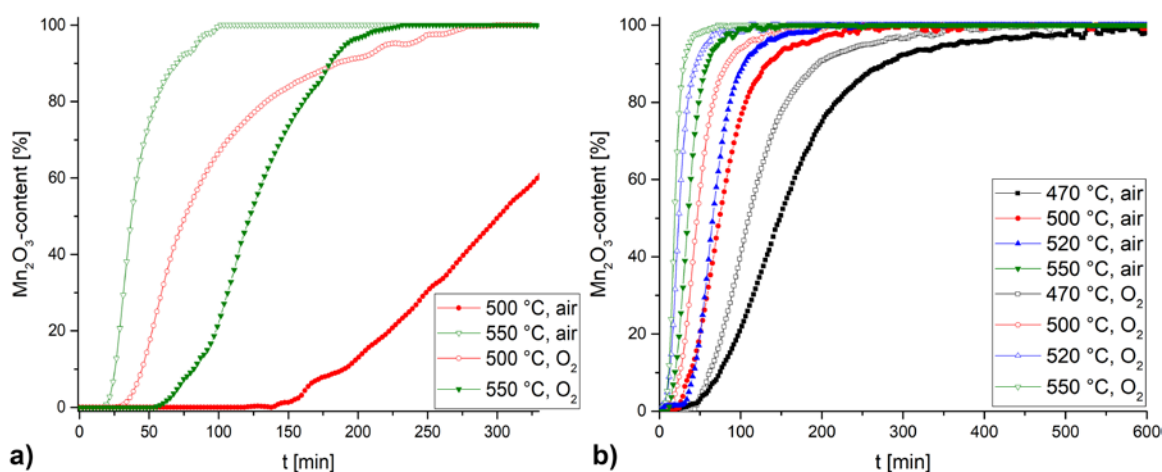 100
80
60
40
20
0
Mn₂O₃-content [%]
500 °C, air
550 °C, air
500 °C, O₂
550 °C, O₂
0 50 100 150 200 250 300
t [min]
a)
100
80
60
40
20
0
Mn₂O₃-content [%]
470 °C, air
500 °C, air
520 °C, air
550 °C, air
470 °C, O₂
500 °C, O₂
520 °C, O₂
550 °C, O₂
0 100 200 300 400 500 600
t [min]
b)